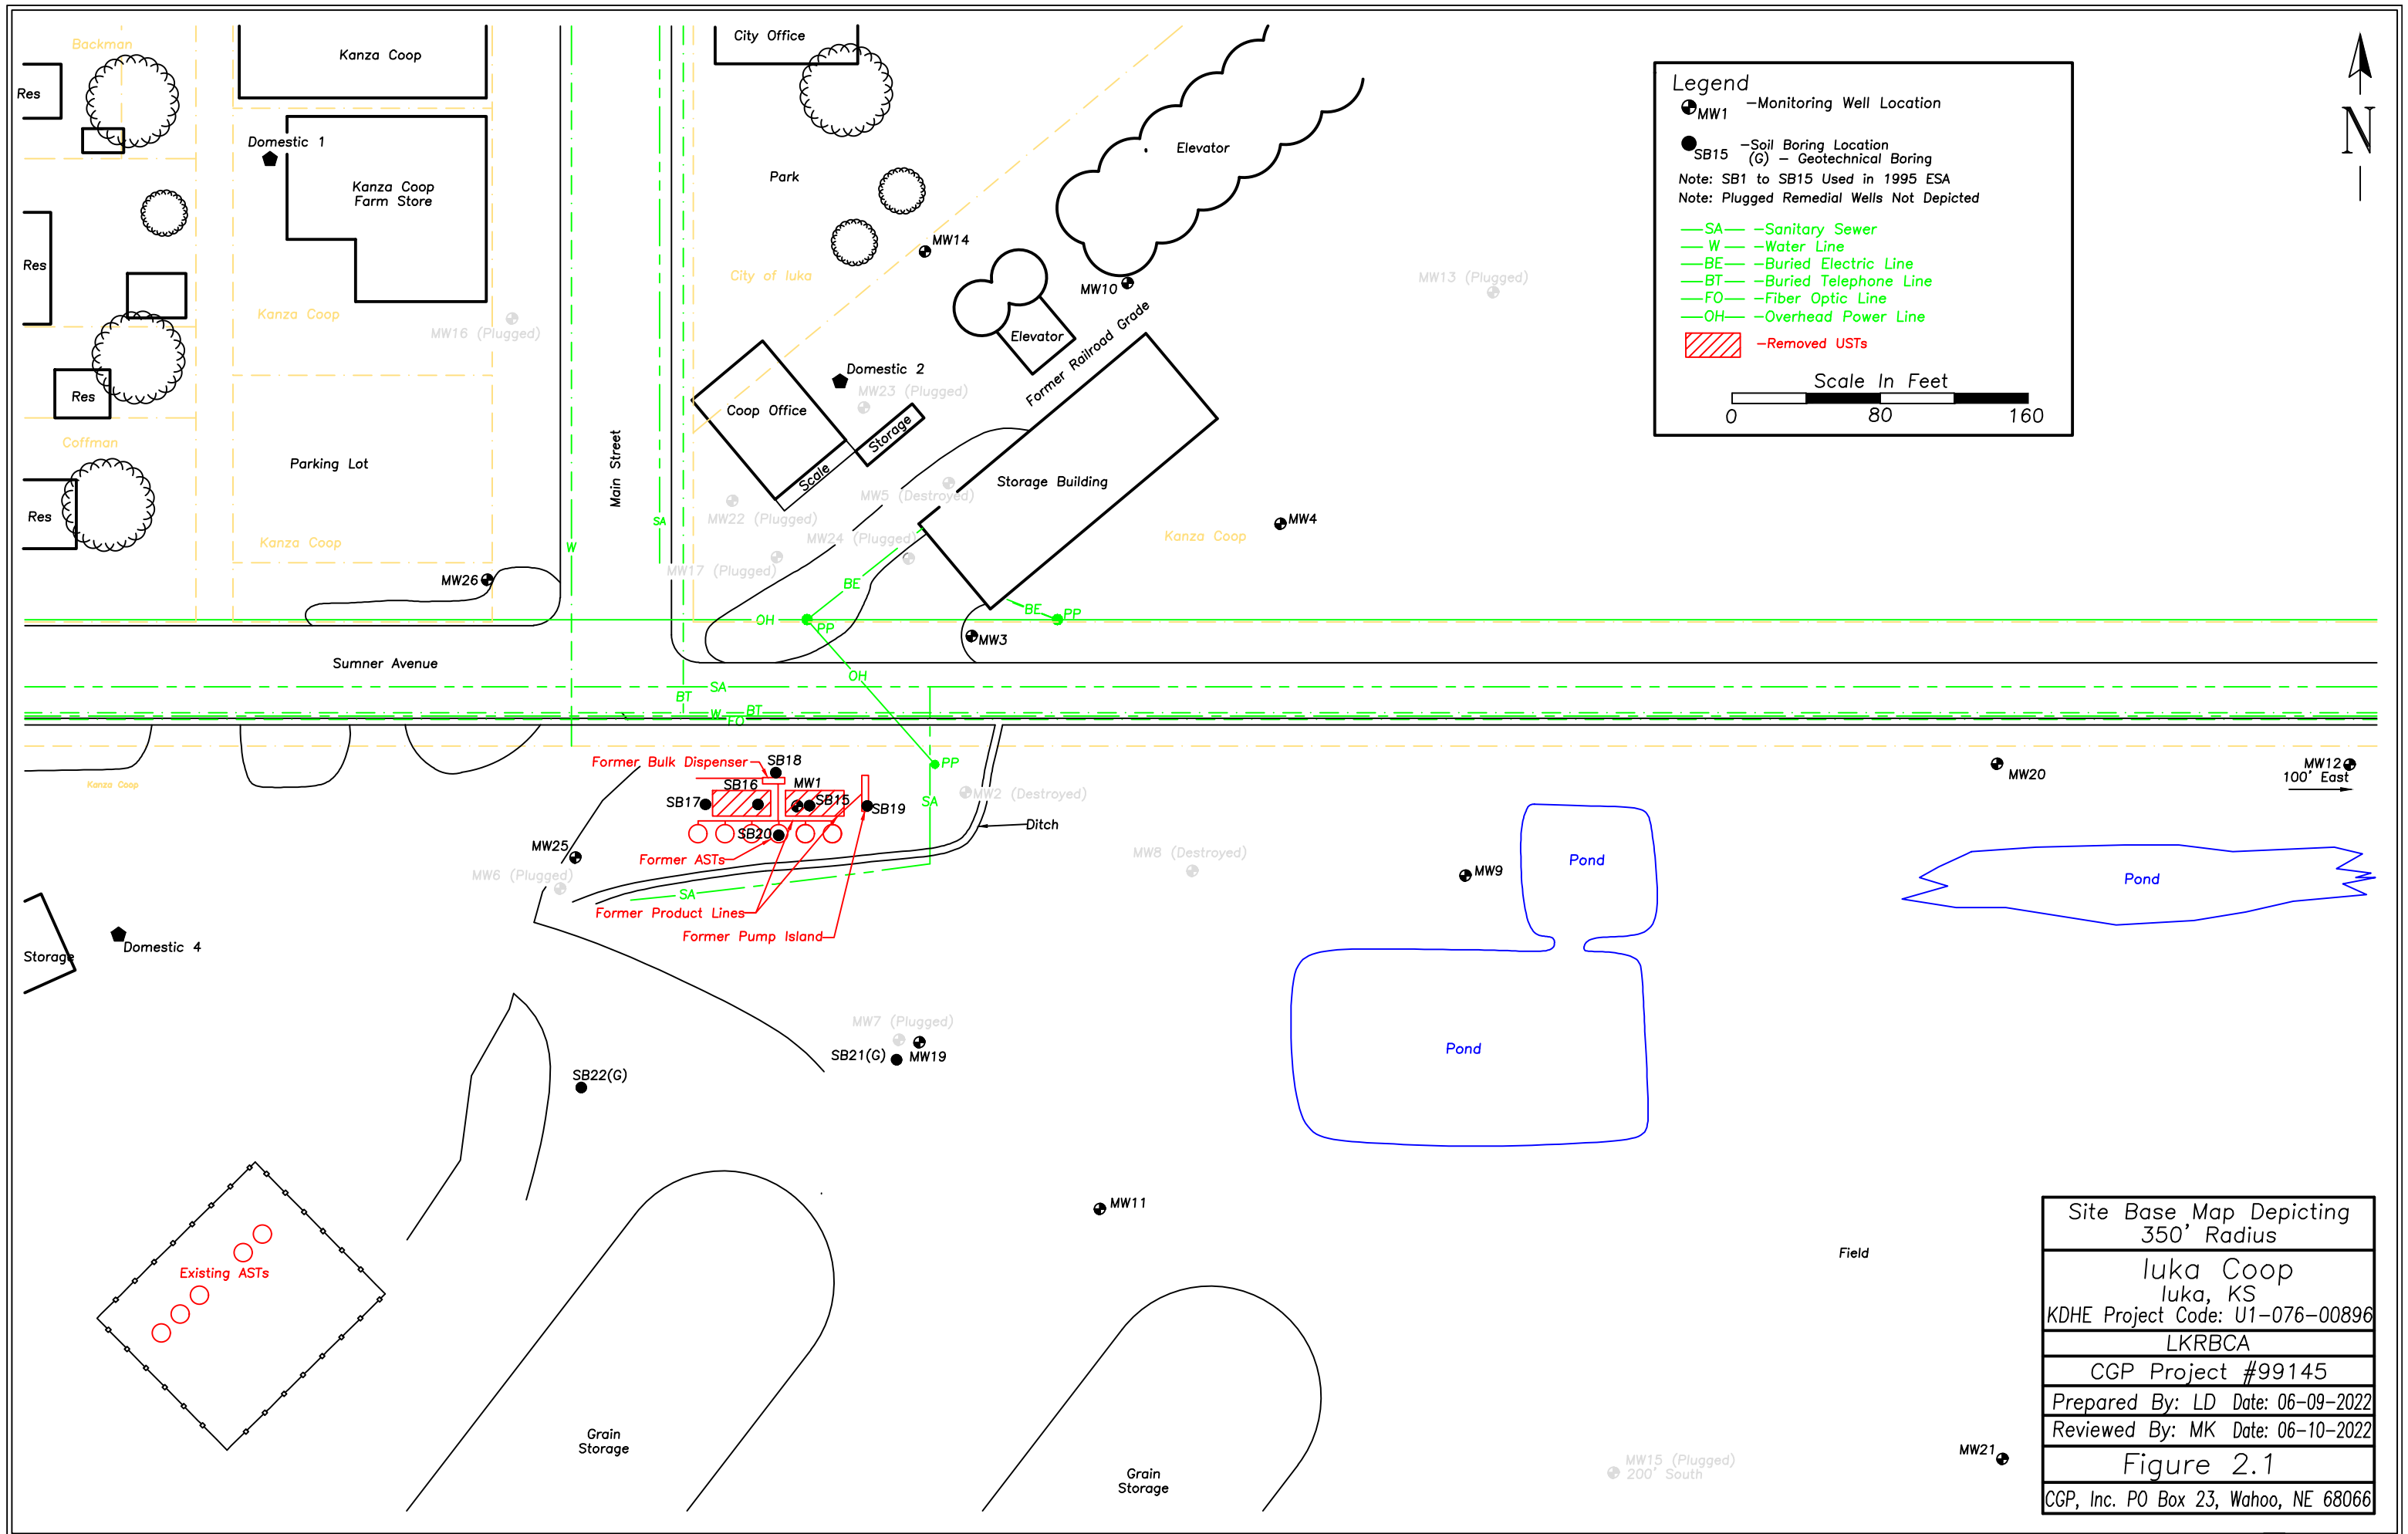 Backman
Res
Kanza Coop
City Office
Domestic 1
Kanza Coop
Farm Store
Park
Elevator
Res
MW14
City of Iuka
Kanza Coop
MW16 (Plugged)
MW10
MW13 (Plugged)
Elevator
Former Railroad Grade
Res
Domestic 2
MW23 (Plugged)
Coop Office
Storage
Scale
Coffman
Parking Lot
Main Street
Storage Building
MW5 (Destroyed)
MW22 (Plugged)
Res
SA
MW4
Kanza Coop
Kanza Coop
W
MW24 (Plugged)
MW17 (Plugged)
MW26
BE
BE
PP
OH
PP
MW3
Sumner Avenue
OH
SA
BT
BT
W
FO
Legend
MW1 -Monitoring Well Location
SB15 -Soil Boring Location
(G) - Geotechnical Boring
Note: SB1 to SB15 Used in 1995 ESA
Note: Plugged Remedial Wells Not Depicted
SA -Sanitary Sewer
W -Water Line
BE -Buried Electric Line
BT -Buried Telephone Line
FO -Fiber Optic Line
OH -Overhead Power Line
-Removed USTs
Scale In Feet
0 80 160
N
Kanza Coop
Former Bulk Dispenser
SB18
PP
SB16
MW1
SB17
SB15
SB19
SA
MW2 (Destroyed)
SB20
Ditch
MW25
Former ASTs
MW6 (Plugged)
SA
Former Product Lines
Former Pump Island
MW8 (Destroyed)
MW9
Pond
MW20
MW12
100' East
Pond
Pond
Storage
Domestic 4
MW7 (Plugged)
SB21(G)
MW19
SB22(G)
MW11
Existing ASTs
Field
Grain
Storage
Grain
Storage
MW15 (Plugged)
200' South
MW21
Site Base Map Depicting
350' Radius
Iuka Coop
Iuka, KS
KDHE Project Code: U1-076-00896
LKRBCA
CGP Project #99145
Prepared By: LD Date: 06-09-2022
Reviewed By: MK Date: 06-10-2022
Figure 2.1
CGP, Inc. PO Box 23, Wahoo, NE 68066